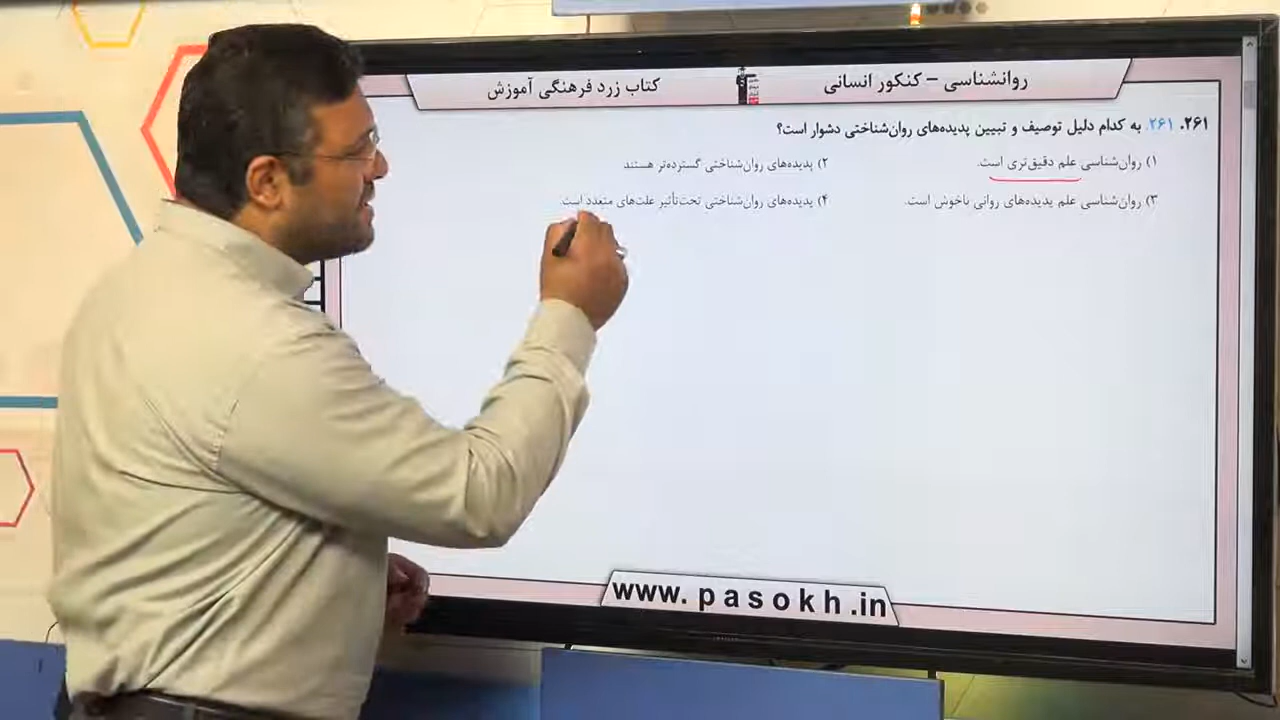 روانشناسی – کنکور انسانی
کتاب زرد فرهنگی آموزش
۲۶۱. ۲۶۱. به کدام دلیل توصیف و تبیین پدیده‌های روان‌شناختی دشوار است؟
۱) روان‌شناسی علم دقیق‌تری است.
۲) پدیده‌های روان‌شناختی گسترده‌تر هستند
۳) روان‌شناسی علم پدیده‌های روانی ناخوش است.
۴) پدیده‌های روان‌شناختی تحت‌تأثیر علت‌های متعدد است.
www.pasokh.in